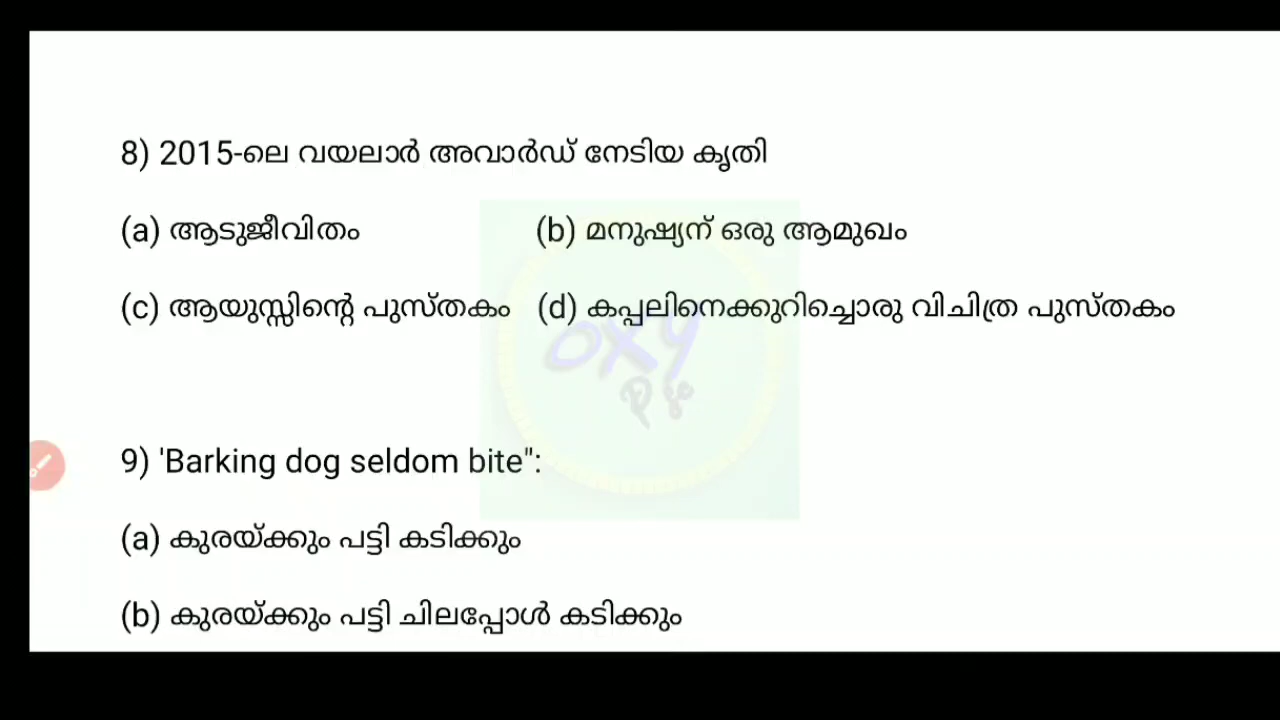 8) 2015-ലെ വയലാർ അവാർഡ് നേടിയ കൃതി
(a) ആടുജീവിതം (b) മനുഷ്യന് ഒരു ആമുഖം
(c) ആയുസ്സിന്റെ പുസ്തകം (d) കപ്പലിനെക്കുറിച്ചൊരു വിചിത്ര പുസ്തകം
oxy
9) 'Barking dog seldom bite":
(a) കുരയ്ക്കും പട്ടി കടിക്കും
(b) കുരയ്ക്കും പട്ടി ചിലപ്പോൾ കടിക്കും